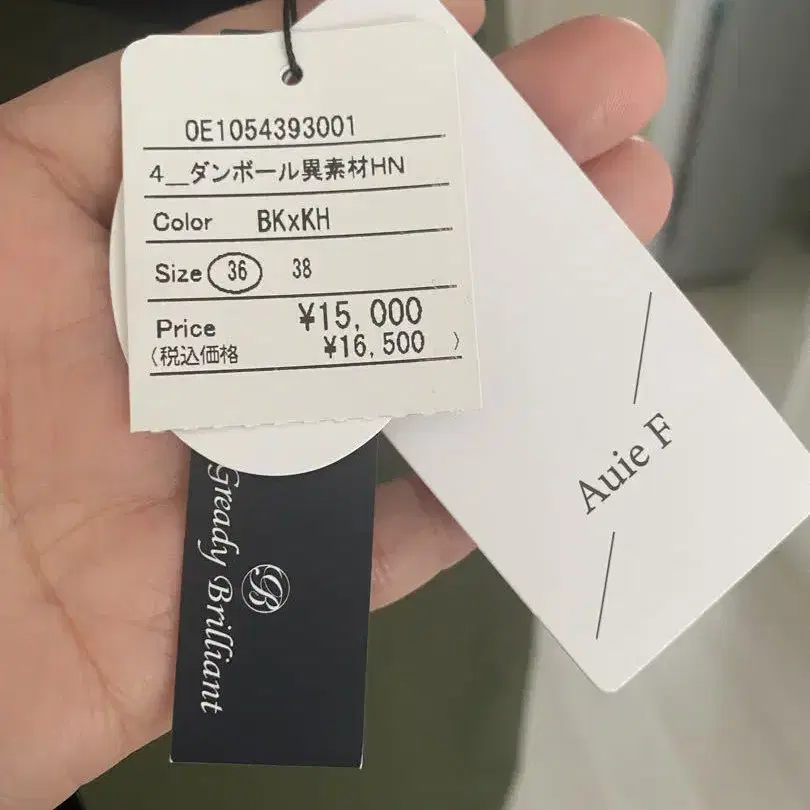 0E1054393001
4_ダンボール異素材HN
Color BKxKH
Size 36 38
Price ¥15,000
(税込価格 ¥16,500 )
Auie F
B
Gready Brilliant